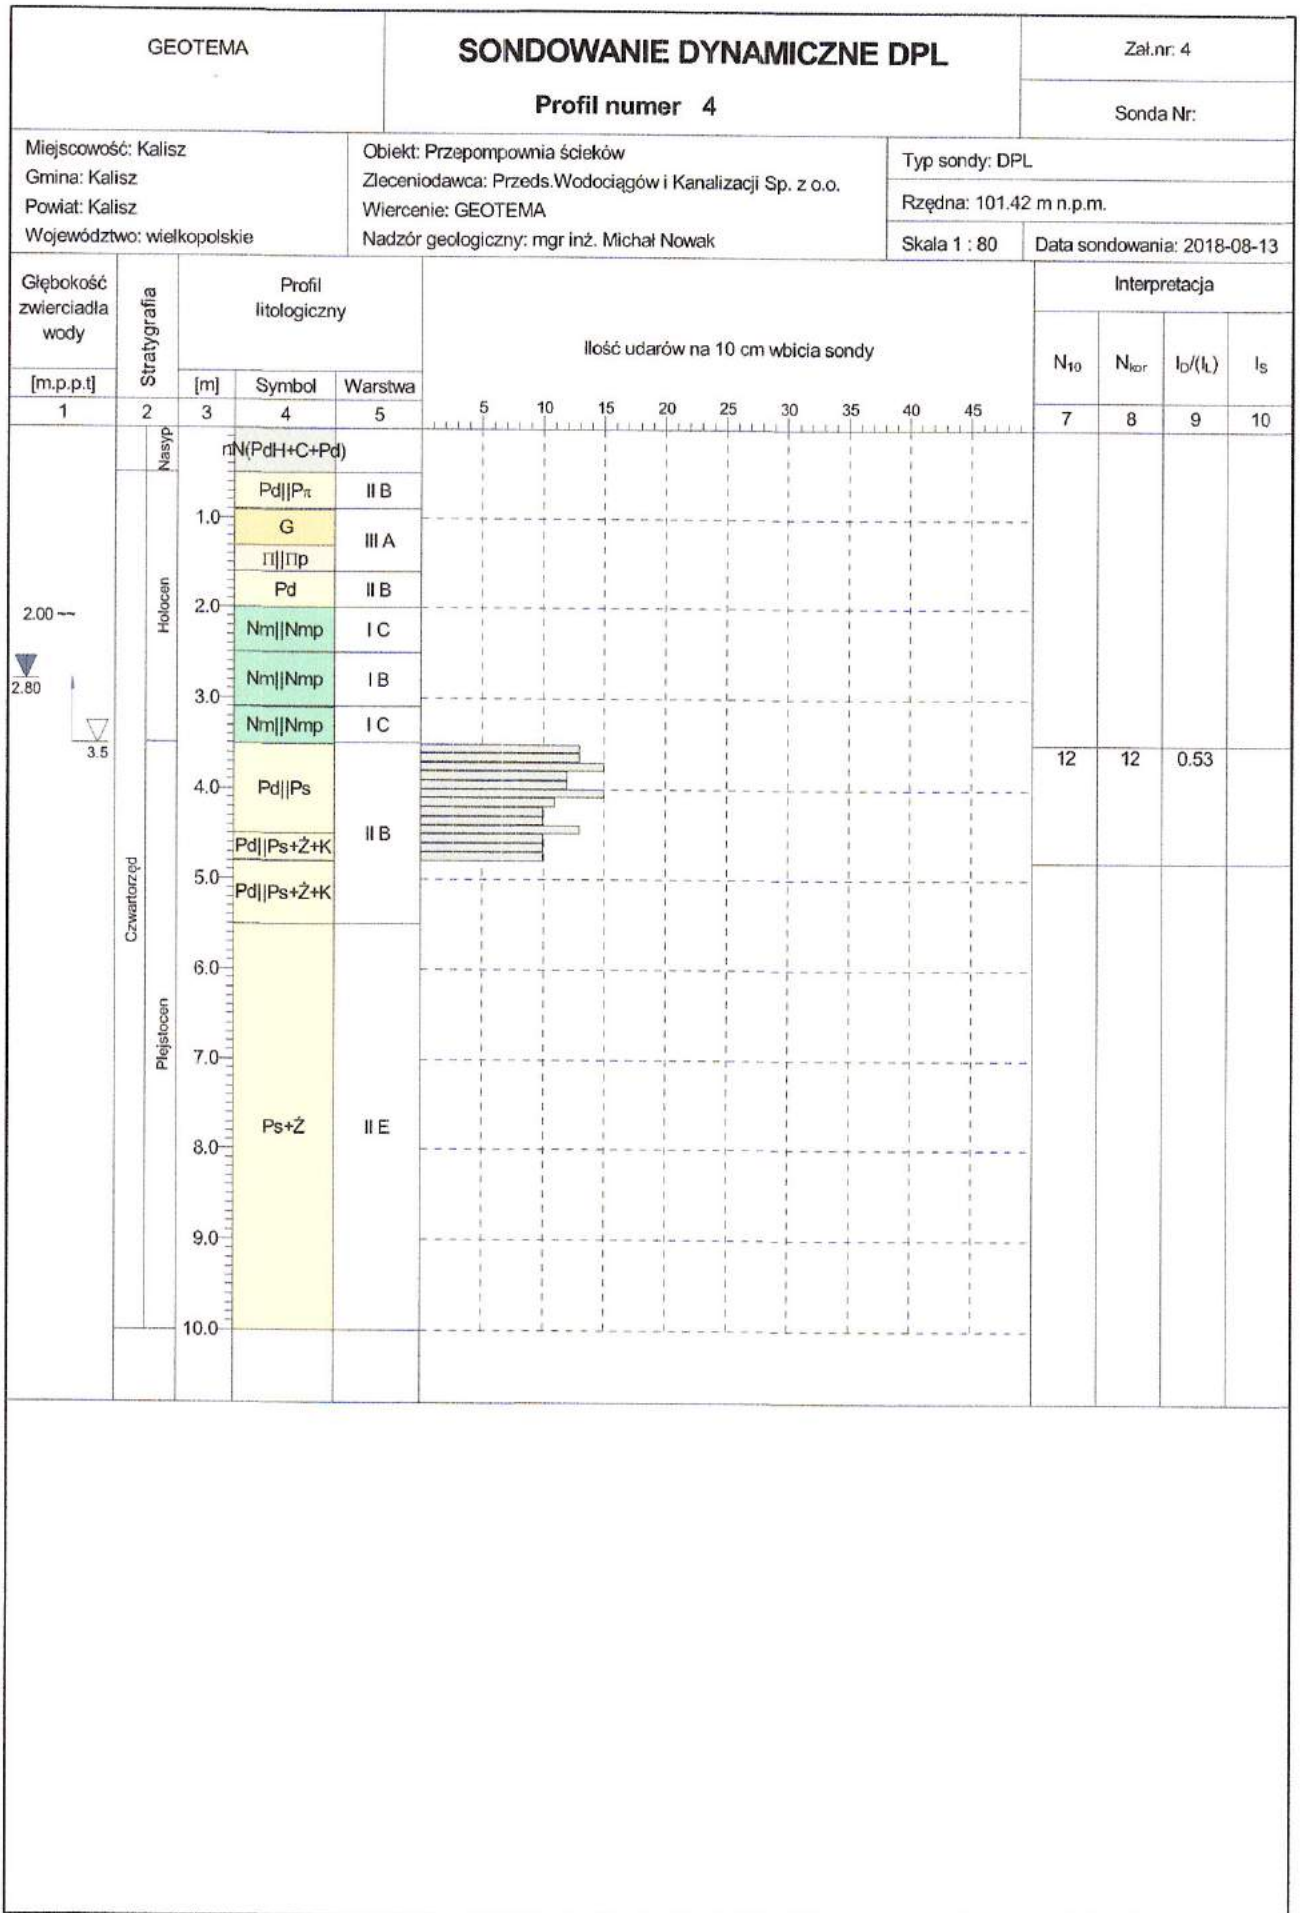 GEOTEMA
SONDOWANIE DYNAMICZNE DPL
Profil numer 4
Zał.nr: 4
Sonda Nr:
Miejscowość: Kalisz
Gmina: Kalisz
Powiat: Kalisz
Województwo: wielkopolskie
Obiekt: Przepompownia ścieków
Zleceniodawca: Przeds.Wodociągów i Kanalizacji Sp. z o.o.
Wiercenie: GEOTEMA
Nadzór geologiczny: mgr inż. Michał Nowak
Typ sondy: DPL
Rzędna: 101.42 m n.p.m.
Skala 1 : 80
Data sondowania: 2018-08-13
Głębokość
zwierciadła
wody
[m.p.p.t]
Stratygrafia
Profil
litologiczny
[m]
Symbol
Warstwa
Ilość udarów na 10 cm wbicia sondy
Interpretacja
N10
Nkor
ID/(IL)
IS
1
2
3
4
5
5 10 15 20 25 30 35 40 45
7
8
9
10
Nasyp
nN(PdH+C+Pd)
Pd||Pπ
II B
1.0
G
III A
Π||Πp
Pd
II B
2.0
2.00 ~~
Holocen
Nm||Nmp
I C
Nm||Nmp
I B
2.80
3.0
Nm||Nmp
I C
3.5
12
12
0.53
4.0
Pd||Ps
II B
Pd||Ps+Ż+K
5.0
Pd||Ps+Ż+K
Czwartorzęd
6.0
Plejstocen
7.0
Ps+Ż
II E
8.0
9.0
10.0